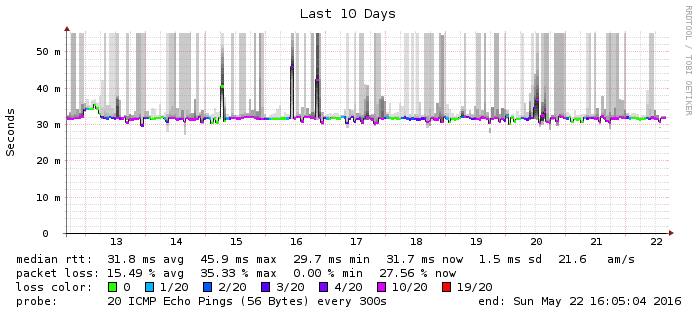 Last 10 Days
RRDTOOL / TOBI OETIKER
Seconds
50 m
40 m
30 m
20 m
10 m
0
13 14 15 16 17 18 19 20 21 22
median rtt: 31.8 ms avg 45.9 ms max 29.7 ms min 31.7 ms now 1.5 ms sd 21.6 am/s
packet loss: 15.49 % avg 35.33 % max 0.00 % min 27.56 % now
loss color: 0 1/20 2/20 3/20 4/20 10/20 19/20
probe: 20 ICMP Echo Pings (56 Bytes) every 300s end: Sun May 22 16:05:04 2016